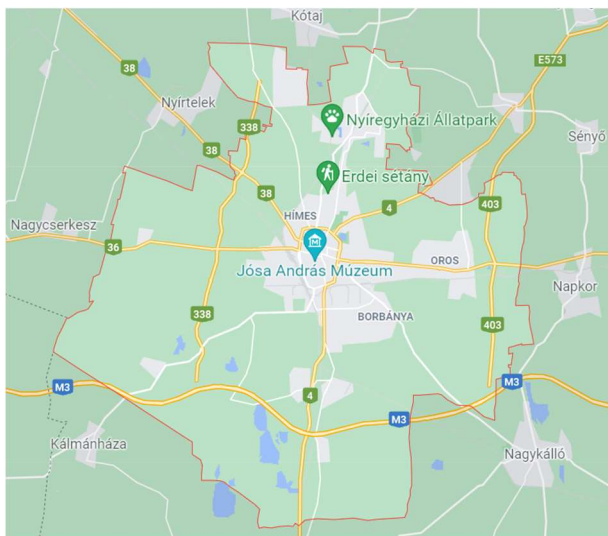 Kótaj
E573
38
Nyírtelek
Nyíregyházi Állatpark
338
Sényő
38
Erdei sétány
38
4
403
HÍMES
Nagycserkesz
36
OROS
Jósa András Múzeum
Napkor
338
BORBÁNYA
403
M3
M3
4
M3
Kálmánháza
Nagykálló